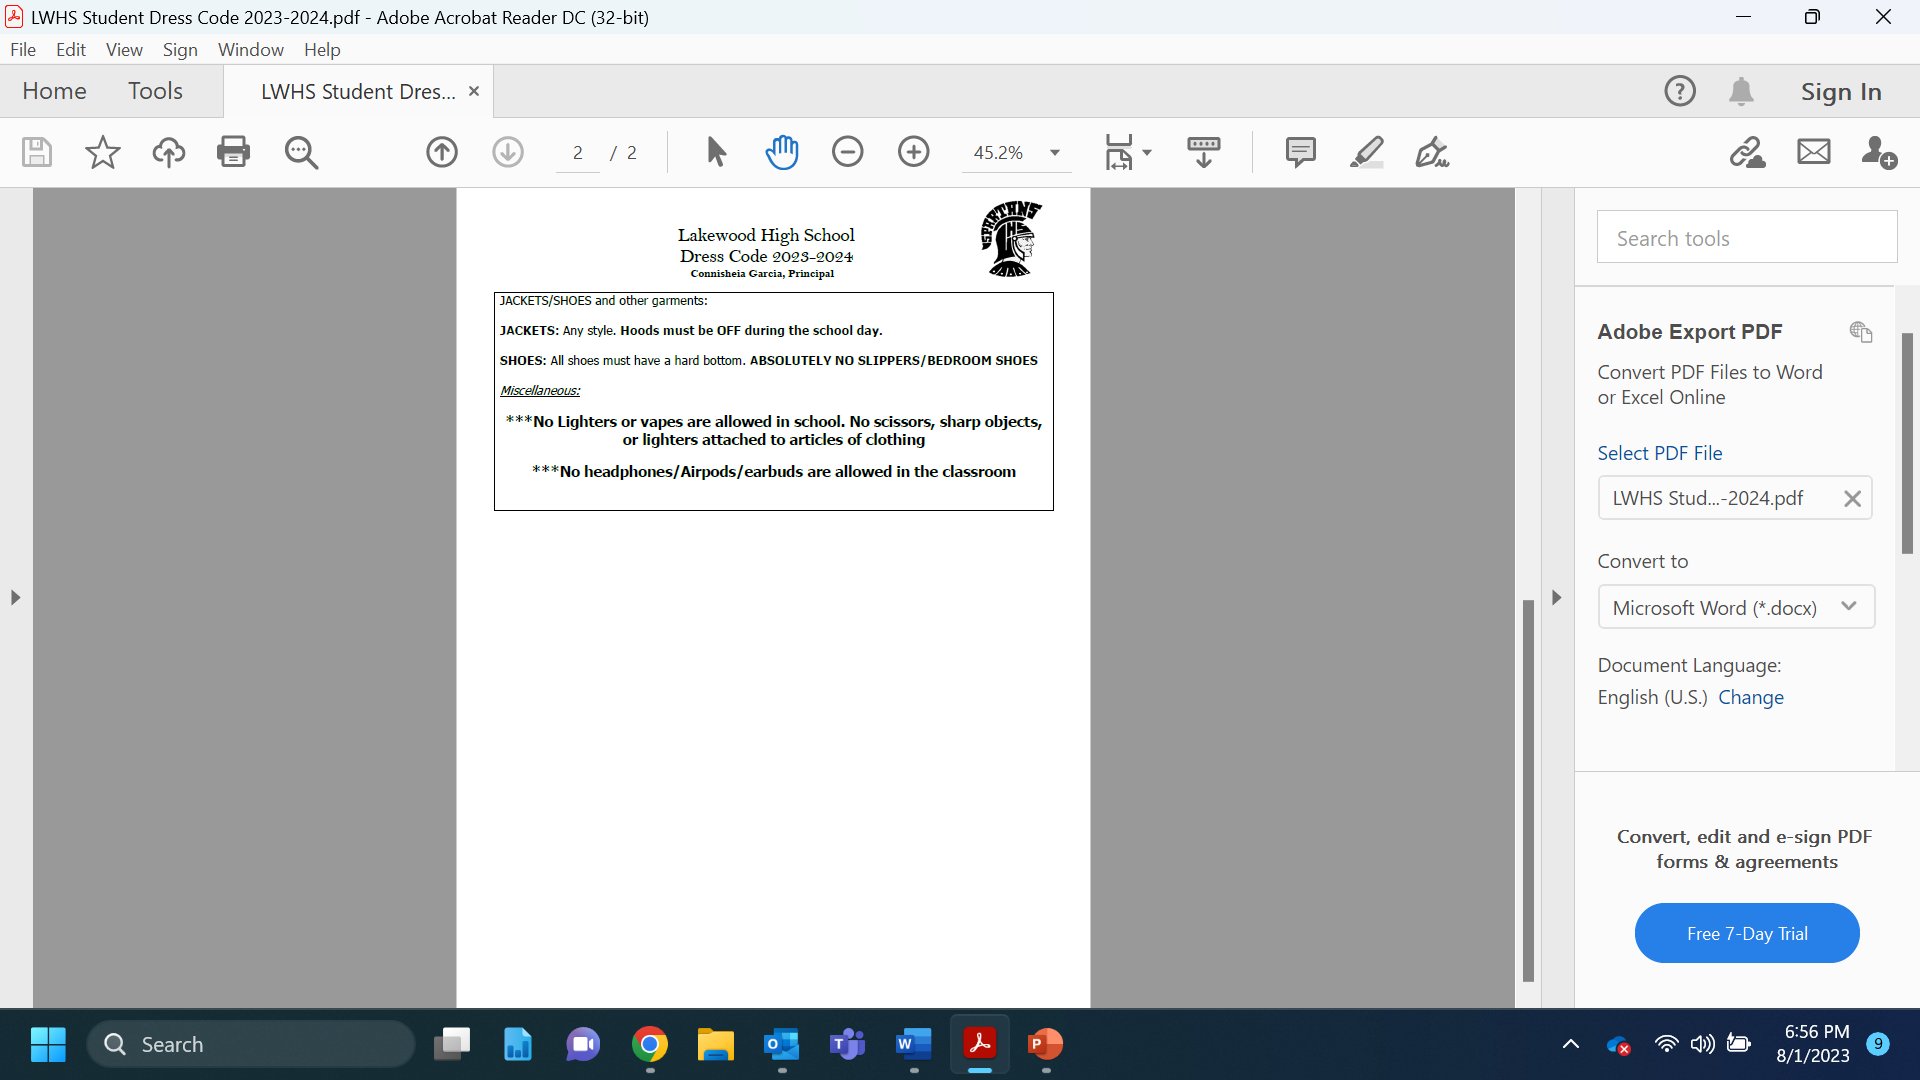 LWHS Student Dress Code 2023-2024.pdf - Adobe Acrobat Reader DC (32-bit)
File Edit View Sign Window Help
Home Tools LWHS Student Dres... × Sign In
2 / 2 45.2%
SPARTANS
Lakewood High School
Dress Code 2023-2024
Connisheia Garcia, Principal
JACKETS/SHOES and other garments:
JACKETS: Any style. Hoods must be OFF during the school day.
SHOES: All shoes must have a hard bottom. ABSOLUTELY NO SLIPPERS/BEDROOM SHOES
Miscellaneous:
***No Lighters or vapes are allowed in school. No scissors, sharp objects,
or lighters attached to articles of clothing
***No headphones/Airpods/earbuds are allowed in the classroom
Search tools
Adobe Export PDF
Convert PDF Files to Word
or Excel Online
Select PDF File
LWHS Stud...-2024.pdf
Convert to
Microsoft Word (*.docx)
Document Language:
English (U.S.) Change
Convert, edit and e-sign PDF
forms & agreements
Free 7-Day Trial
Search
6:56 PM
8/1/2023
9